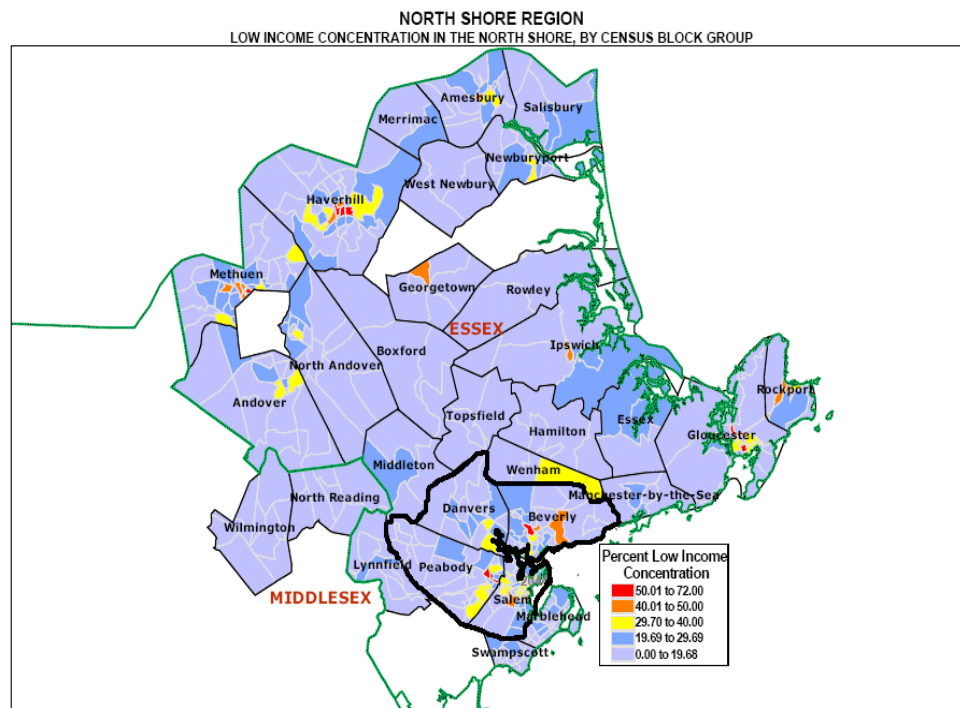 NORTH SHORE REGION
LOW INCOME CONCENTRATION IN THE NORTH SHORE, BY CENSUS BLOCK GROUP
Amesbury
Salisbury
Merrimac
Newburyport
West Newbury
Haverhill
Methuen
Georgetown
Rowley
ESSEX
Ipswich
Boxford
North Andover
Rockport
Andover
Topsfield
Essex
Hamilton
Gloucester
Middleton
Wenham
North Reading
Manchester-by-the-Sea
Danvers
Beverly
Wilmington
Lynnfield
Peabody
MIDDLESEX
Salem
Marblehead
Swampscott
Percent Low Income
Concentration
50.01 to 72.00
40.01 to 50.00
29.70 to 40.00
19.69 to 29.69
0.00 to 19.68